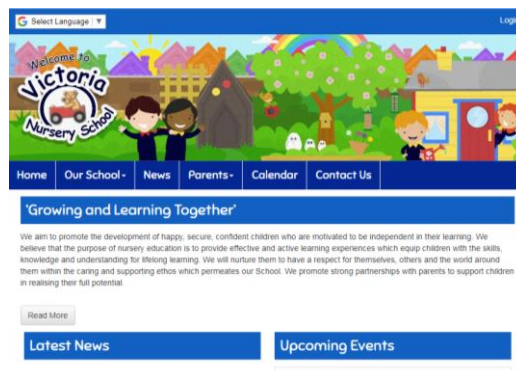 Select Language ▼
Login
Welcome to
Victoria
Nursery School
Home Our School News Parents Calendar Contact Us
'Growing and Learning Together'
We aim to promote the development of happy, secure, confident children who are motivated to be independent in their learning. We
believe that the purpose of nursery education is to provide effective and active learning experiences which equip children with the skills,
knowledge and understanding for lifelong learning. We will nurture them to have a respect for themselves, others and the world around
them within the caring and supporting ethos which permeates our School. We promote strong partnerships with parents to support children
in realising their full potential.
Read More
Latest News
Upcoming Events